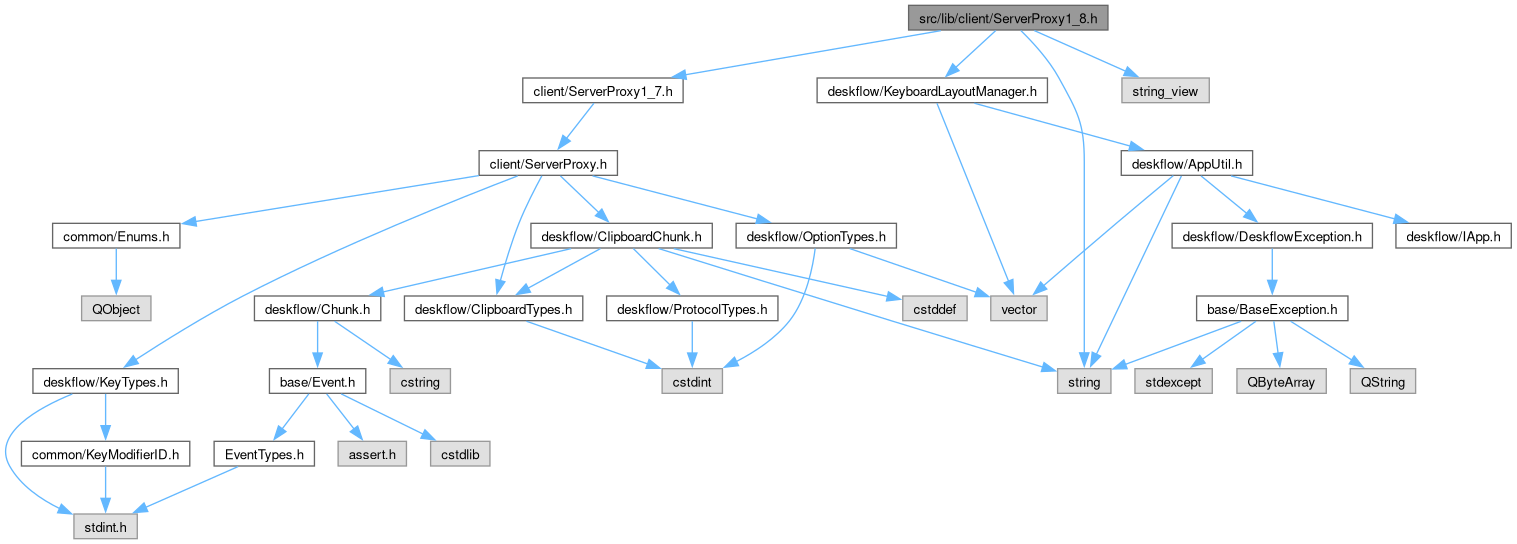 src/lib/client/ServerProxy1_8.h
client/ServerProxy1_7.h
deskflow/KeyboardLayoutManager.h
string_view
client/ServerProxy.h
deskflow/AppUtil.h
common/Enums.h
deskflow/ClipboardChunk.h
deskflow/OptionTypes.h
deskflow/DeskflowException.h
deskflow/IApp.h
QObject
deskflow/Chunk.h
deskflow/ClipboardTypes.h
deskflow/ProtocolTypes.h
cstddef
vector
base/BaseException.h
deskflow/KeyTypes.h
base/Event.h
cstring
cstdint
string
stdexcept
QByteArray
QString
common/KeyModifierID.h
EventTypes.h
assert.h
cstdlib
stdint.h